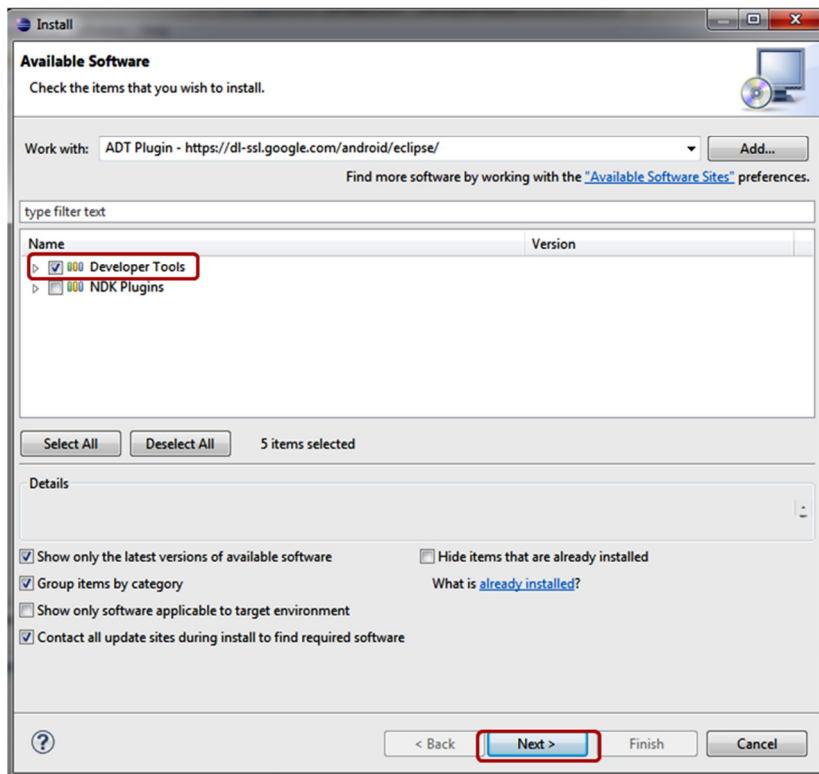 Install
Available Software
Check the items that you wish to install.
Work with: ADT Plugin - https://dl-ssl.google.com/android/eclipse/ Add...
Find more software by working with the "Available Software Sites" preferences.
type filter text
Name Version
Developer Tools
NDK Plugins
Select All Deselect All 5 items selected
Details
Show only the latest versions of available software Hide items that are already installed
Group items by category What is already installed?
Show only software applicable to target environment
Contact all update sites during install to find required software
? < Back Next > Finish Cancel